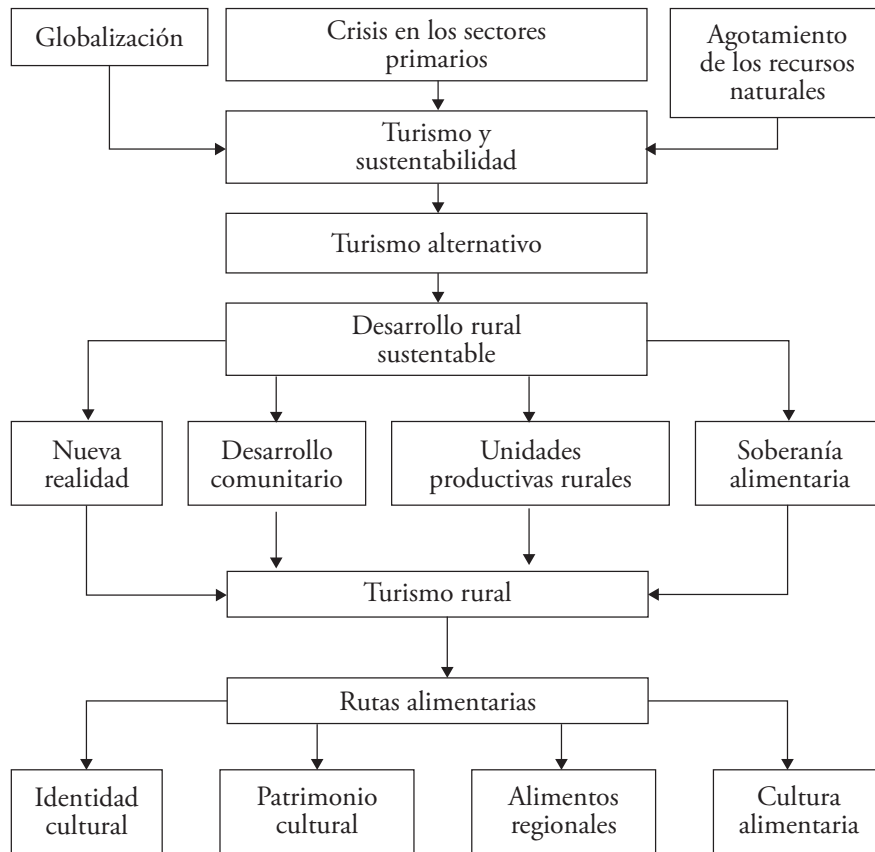 Globalización
Crisis en los sectores
primarios
Agotamiento
de los recursos
naturales
Turismo y
sustentabilidad
Turismo alternativo
Desarrollo rural
sustentable
Nueva
realidad
Desarrollo
comunitario
Unidades
productivas rurales
Soberanía
alimentaria
Turismo rural
Rutas alimentarias
Identidad
cultural
Patrimonio
cultural
Alimentos
regionales
Cultura
alimentaria